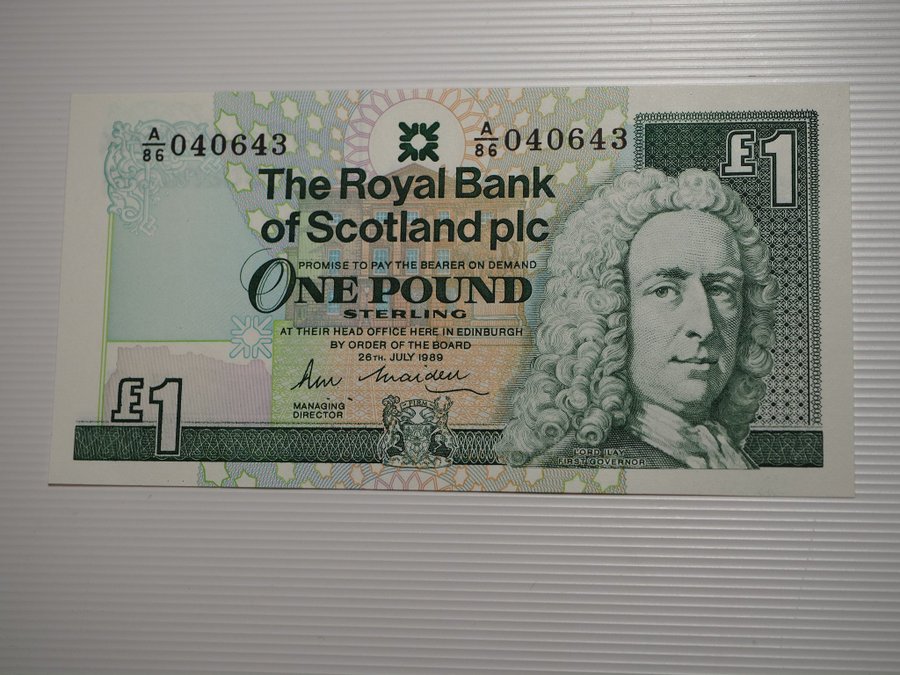 A
86 040643
A
86 040643
£1
The Royal Bank
of Scotland plc
PROMISE TO PAY THE BEARER ON DEMAND
ONE POUND
STERLING
AT THEIR HEAD OFFICE HERE IN EDINBURGH
BY ORDER OF THE BOARD
26TH. JULY 1989
Maiden
MANAGING
DIRECTOR
£1
FIRM
LORD ILAY
FIRST GOVERNOR